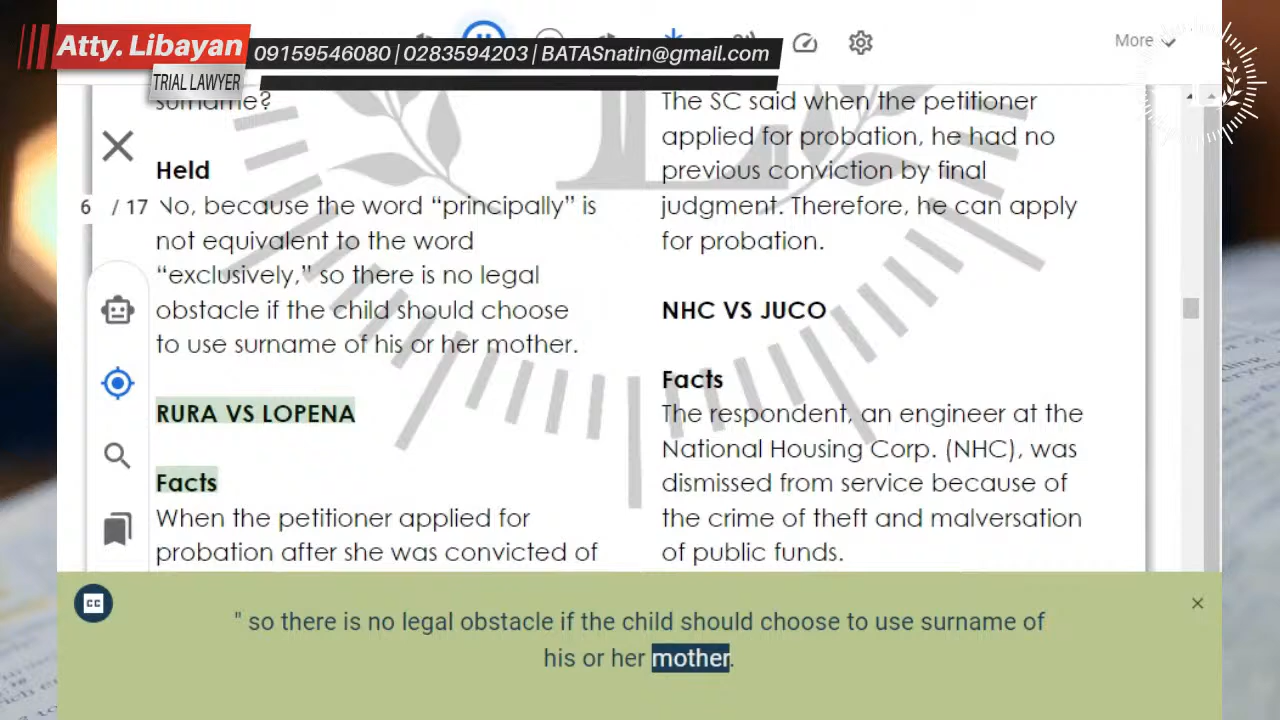 Atty. Libayan
TRIAL LAWYER
09159546080 | 0283594203 | BATASnatin@gmail.com
More
6 / 17
surname?
Held
No, because the word “principally” is
not equivalent to the word
“exclusively,” so there is no legal
obstacle if the child should choose
to use surname of his or her mother.
RURA VS LOPENA
Facts
When the petitioner applied for
probation after she was convicted of
The SC said when the petitioner
applied for probation, he had no
previous conviction by final
judgment. Therefore, he can apply
for probation.
NHC VS JUCO
Facts
The respondent, an engineer at the
National Housing Corp. (NHC), was
dismissed from service because of
the crime of theft and malversation
of public funds.
CC
" so there is no legal obstacle if the child should choose to use surname of
his or her mother.